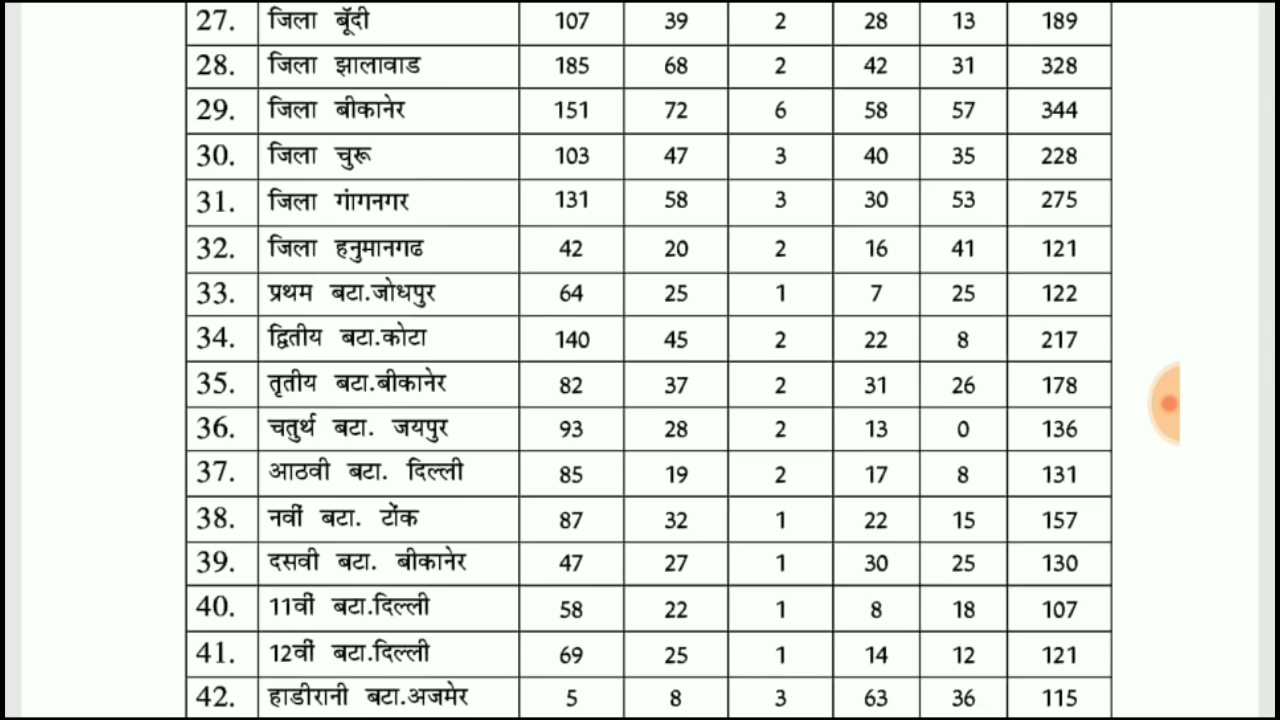 27. जिला बूँदी 107 39 2 28 13 189
28. जिला झालावाड 185 68 2 42 31 328
29. जिला बीकानेर 151 72 6 58 57 344
30. जिला चुरू 103 47 3 40 35 228
31. जिला गंागनगर 131 58 3 30 53 275
32. जिला हनुमानगढ 42 20 2 16 41 121
33. प्रथम बटा.जोधपुर 64 25 1 7 25 122
34. द्वितीय बटा.कोटा 140 45 2 22 8 217
35. तृतीय बटा.बीकानेर 82 37 2 31 26 178
36. चतुर्थ बटा. जयपुर 93 28 2 13 0 136
37. आठवी बटा. दिल्ली 85 19 2 17 8 131
38. नवीं बटा. टोंक 87 32 1 22 15 157
39. दसवी बटा. बीकानेर 47 27 1 30 25 130
40. 11वीं बटा.दिल्ली 58 22 1 8 18 107
41. 12वीं बटा.दिल्ली 69 25 1 14 12 121
42. हाडीरानी बटा.अजमेर 5 8 3 63 36 115